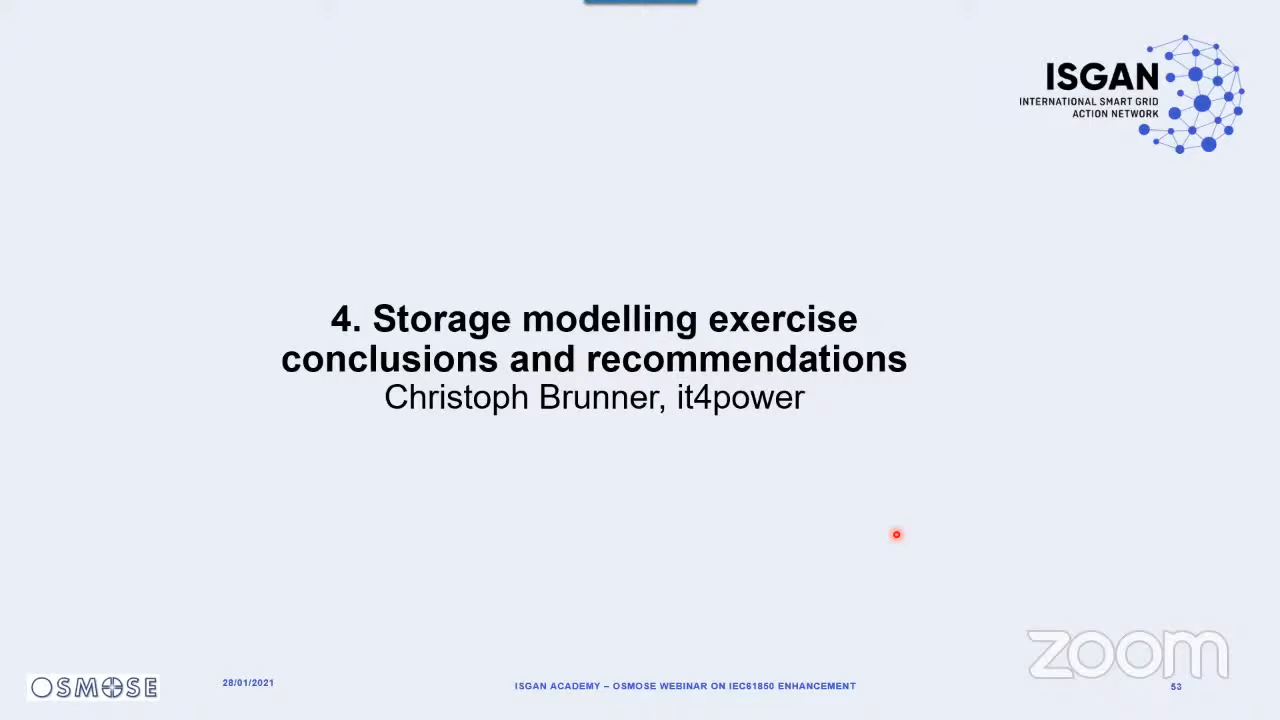 ISGAN
INTERNATIONAL SMART GRID
ACTION NETWORK
4. Storage modelling exercise
conclusions and recommendations
Christoph Brunner, it4power
zoom
OSMOSE
28/01/2021
ISGAN ACADEMY – OSMOSE WEBINAR ON IEC61850 ENHANCEMENT
53